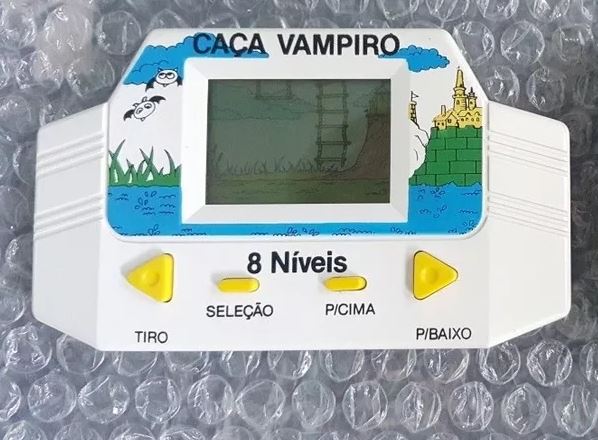 CAÇA VAMPIRO
8 Níveis
SELEÇÃO
P/CIMA
TIRO
P/BAIXO